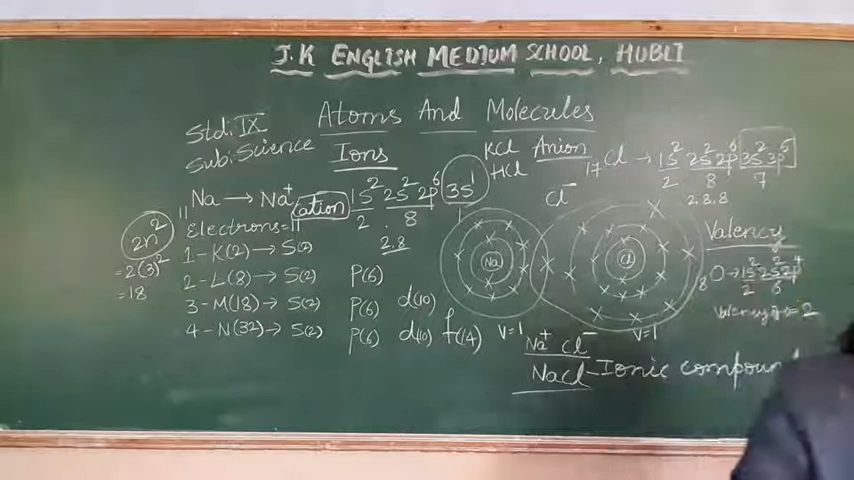 J.K ENGLISH MEDIUM SCHOOL, HUBLI
Std: IX
Sub: Science
Atoms And Molecules
Ions
KCl
HCl
Anion
17Cl → 1S² 2S² 2P⁶ 3S² 3P⁵
2 8 7
2.8.8
Cl⁻
11Na → Na⁺
Cation
1S² 2S² 2P⁶ 3S¹
2 . 8 1
2.8
2n²
= 2(3)²
= 18
Electrons = 11
1 - K(2) → S(2)
2 - L(8) → S(2) P(6)
3 - M(18) → S(2) P(6) d(10)
4 - N(32) → S(2) P(6) d(10) f(14)
Na
Cl
V=1
V=1
Valency
8O → 1S² 2S² 2P⁴
2 6
= 2
Na⁺ Cl⁻
NaCl - Ionic compound